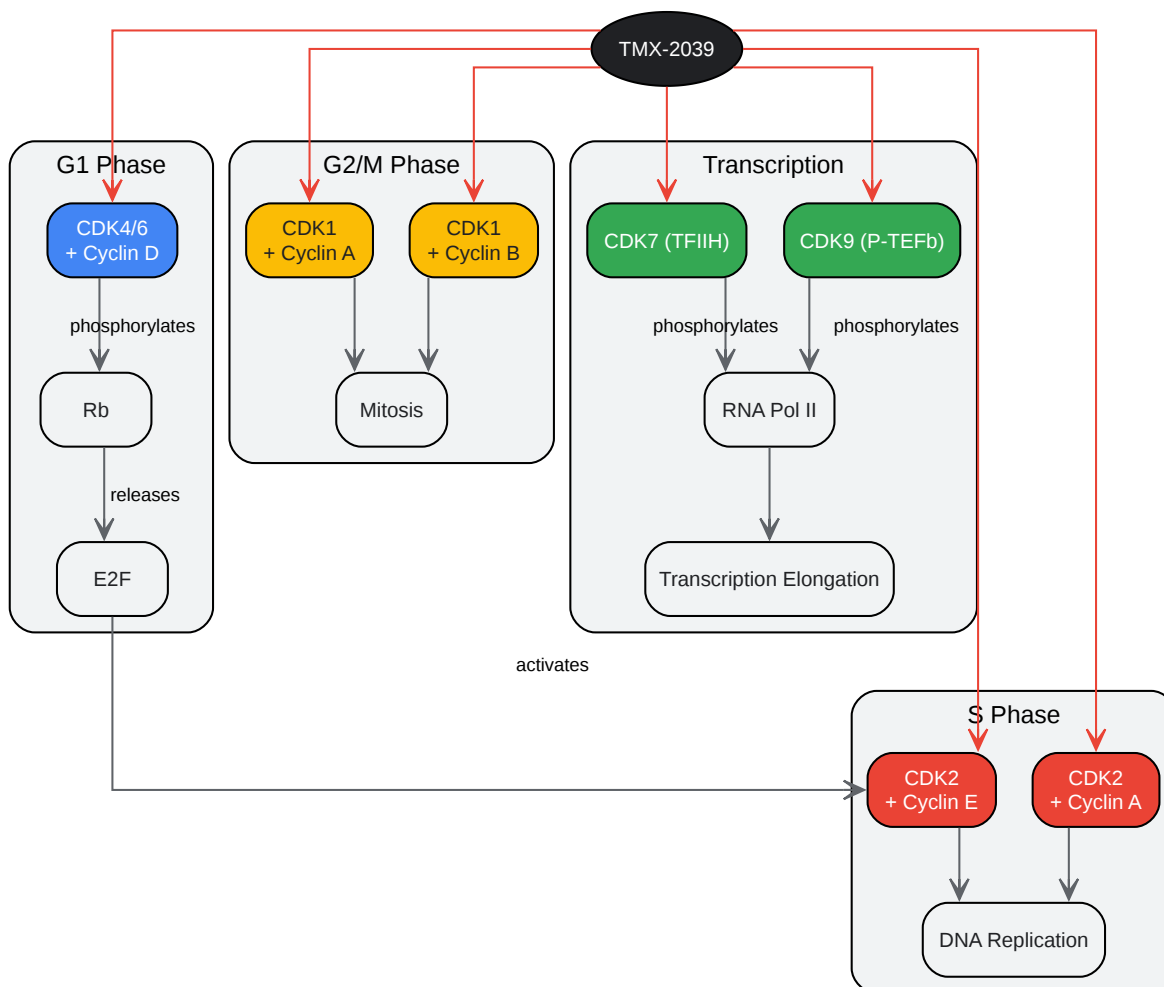 TMX-2039
G1 Phase
CDK4/6
+ Cyclin D
phosphorylates
Rb
releases
E2F
G2/M Phase
CDK1
+ Cyclin A
CDK1
+ Cyclin B
Mitosis
Transcription
CDK7 (TFIIH)
CDK9 (P-TEFb)
phosphorylates
phosphorylates
RNA Pol II
Transcription Elongation
activates
S Phase
CDK2
+ Cyclin E
CDK2
+ Cyclin A
DNA Replication